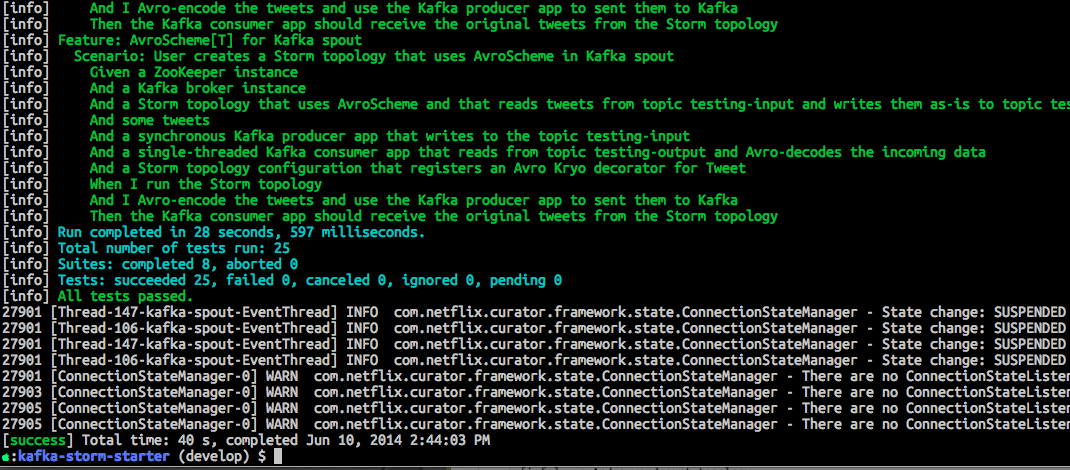 [info]     And I Avro-encode the tweets and use the Kafka producer app to sent them to Kafka
[info]     Then the Kafka consumer app should receive the original tweets from the Storm topology
[info] Feature: AvroScheme[T] for Kafka spout
[info]   Scenario: User creates a Storm topology that uses AvroScheme in Kafka spout
[info]     Given a ZooKeeper instance
[info]     And a Kafka broker instance
[info]     And a Storm topology that uses AvroScheme and that reads tweets from topic testing-input and writes them as-is to topic tes
[info]     And some tweets
[info]     And a synchronous Kafka producer app that writes to the topic testing-input
[info]     And a single-threaded Kafka consumer app that reads from topic testing-output and Avro-decodes the incoming data
[info]     And a Storm topology configuration that registers an Avro Kryo decorator for Tweet
[info]     When I run the Storm topology
[info]     And I Avro-encode the tweets and use the Kafka producer app to sent them to Kafka
[info]     Then the Kafka consumer app should receive the original tweets from the Storm topology
[info] Run completed in 28 seconds, 597 milliseconds.
[info] Total number of tests run: 25
[info] Suites: completed 8, aborted 0
[info] Tests: succeeded 25, failed 0, canceled 0, ignored 0, pending 0
[info] All tests passed.
27901 [Thread-147-kafka-spout-EventThread] INFO  com.netflix.curator.framework.state.ConnectionStateManager - State change: SUSPENDED
27901 [Thread-106-kafka-spout-EventThread] INFO  com.netflix.curator.framework.state.ConnectionStateManager - State change: SUSPENDED
27901 [Thread-147-kafka-spout-EventThread] INFO  com.netflix.curator.framework.state.ConnectionStateManager - State change: SUSPENDED
27901 [Thread-106-kafka-spout-EventThread] INFO  com.netflix.curator.framework.state.ConnectionStateManager - State change: SUSPENDED
27901 [ConnectionStateManager-0] WARN  com.netflix.curator.framework.state.ConnectionStateManager - There are no ConnectionStateListen
27903 [ConnectionStateManager-0] WARN  com.netflix.curator.framework.state.ConnectionStateManager - There are no ConnectionStateListen
27905 [ConnectionStateManager-0] WARN  com.netflix.curator.framework.state.ConnectionStateManager - There are no ConnectionStateListen
27905 [ConnectionStateManager-0] WARN  com.netflix.curator.framework.state.ConnectionStateManager - There are no ConnectionStateListen
[success] Total time: 40 s, completed Jun 10, 2014 2:44:03 PM
:kafka-storm-starter (develop) $